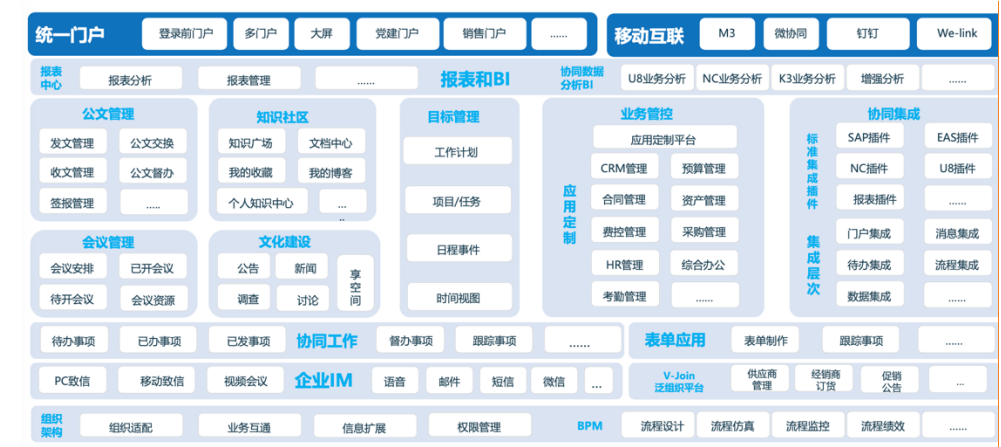 统一门户 登录前门户 多门户 大屏 党建门户 销售门户 ......
移动互联 M3 微协同 钉钉 We-link
报表
中心
报表分析 报表管理 ......
报表和BI
协同数据
分析BI
U8业务分析 NC业务分析 K3业务分析 增强分析 ......
公文管理
发文管理 公文交换
收文管理 公文督办
签报管理 .....
知识社区
知识广场 文档中心
我的收藏 我的博客
个人知识中心 ...
..
会议管理
会议安排 已开会议
待开会议 会议资源
文化建设
公告 新闻
调查 讨论
享空间
目标管理
工作计划
项目/任务
日程事件
时间视图
业务管控
应用定制
应用定制平台
CRM管理 预算管理
合同管理 资产管理
费控管理 采购管理
HR管理 综合办公
考勤管理 ......
协同集成
标准集成插件
SAP插件 EAS插件
NC插件 U8插件
报表插件 ......
集成层次
门户集成 消息集成
待办集成 流程集成
数据集成 ......
待办事项 已办事项 已发事项 协同工作 督办事项 跟踪事项 ......
表单应用 表单制作 跟踪事项 ......
PC致信 移动致信 视频会议 企业IM 语音 邮件 短信 微信 ...
V-Join
泛组织平台
供应商
管理
经销商
订货
促销
公告
...
组织
架构
组织适配 业务互通 信息扩展 权限管理
BPM 流程设计 流程仿真 流程监控 流程绩效 ......